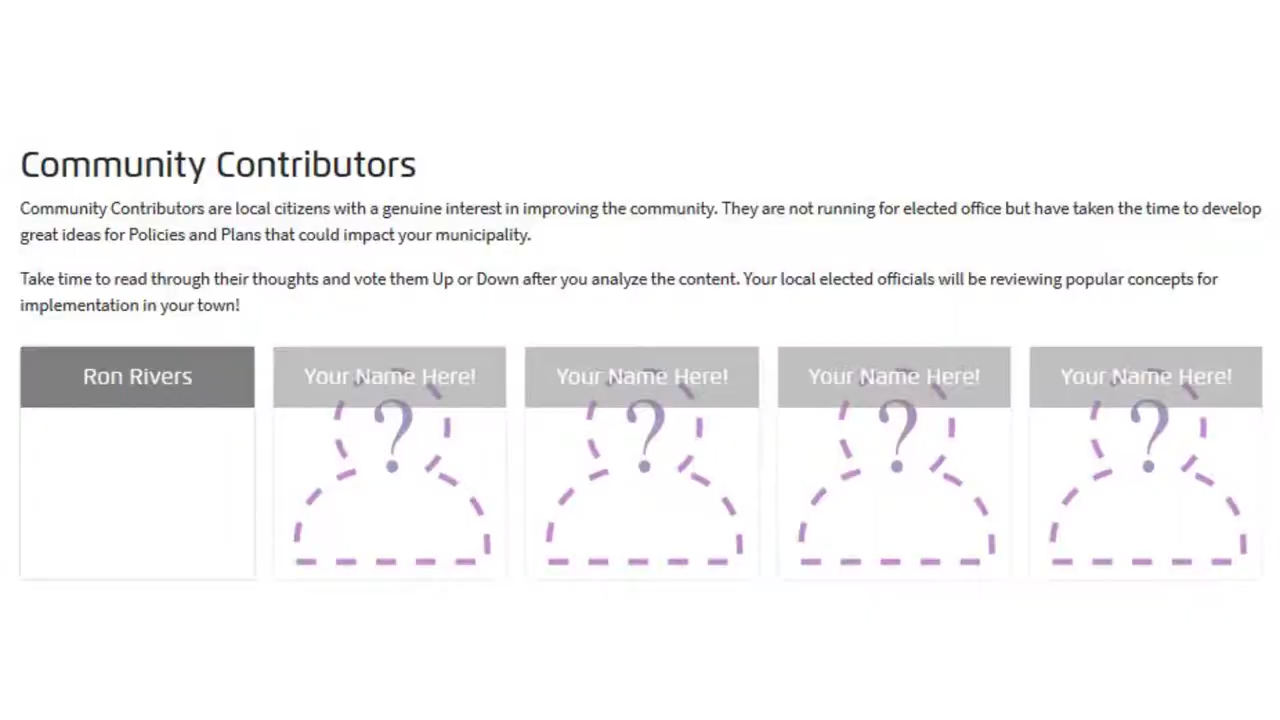 Community Contributors
Community Contributors are local citizens with a genuine interest in improving the community. They are not running for elected office but have taken the time to develop
great ideas for Policies and Plans that could impact your municipality.
Take time to read through their thoughts and vote them Up or Down after you analyze the content. Your local elected officials will be reviewing popular concepts for
implementation in your town!
Ron Rivers Your Name Here! Your Name Here! Your Name Here! Your Name Here!
? ? ? ?